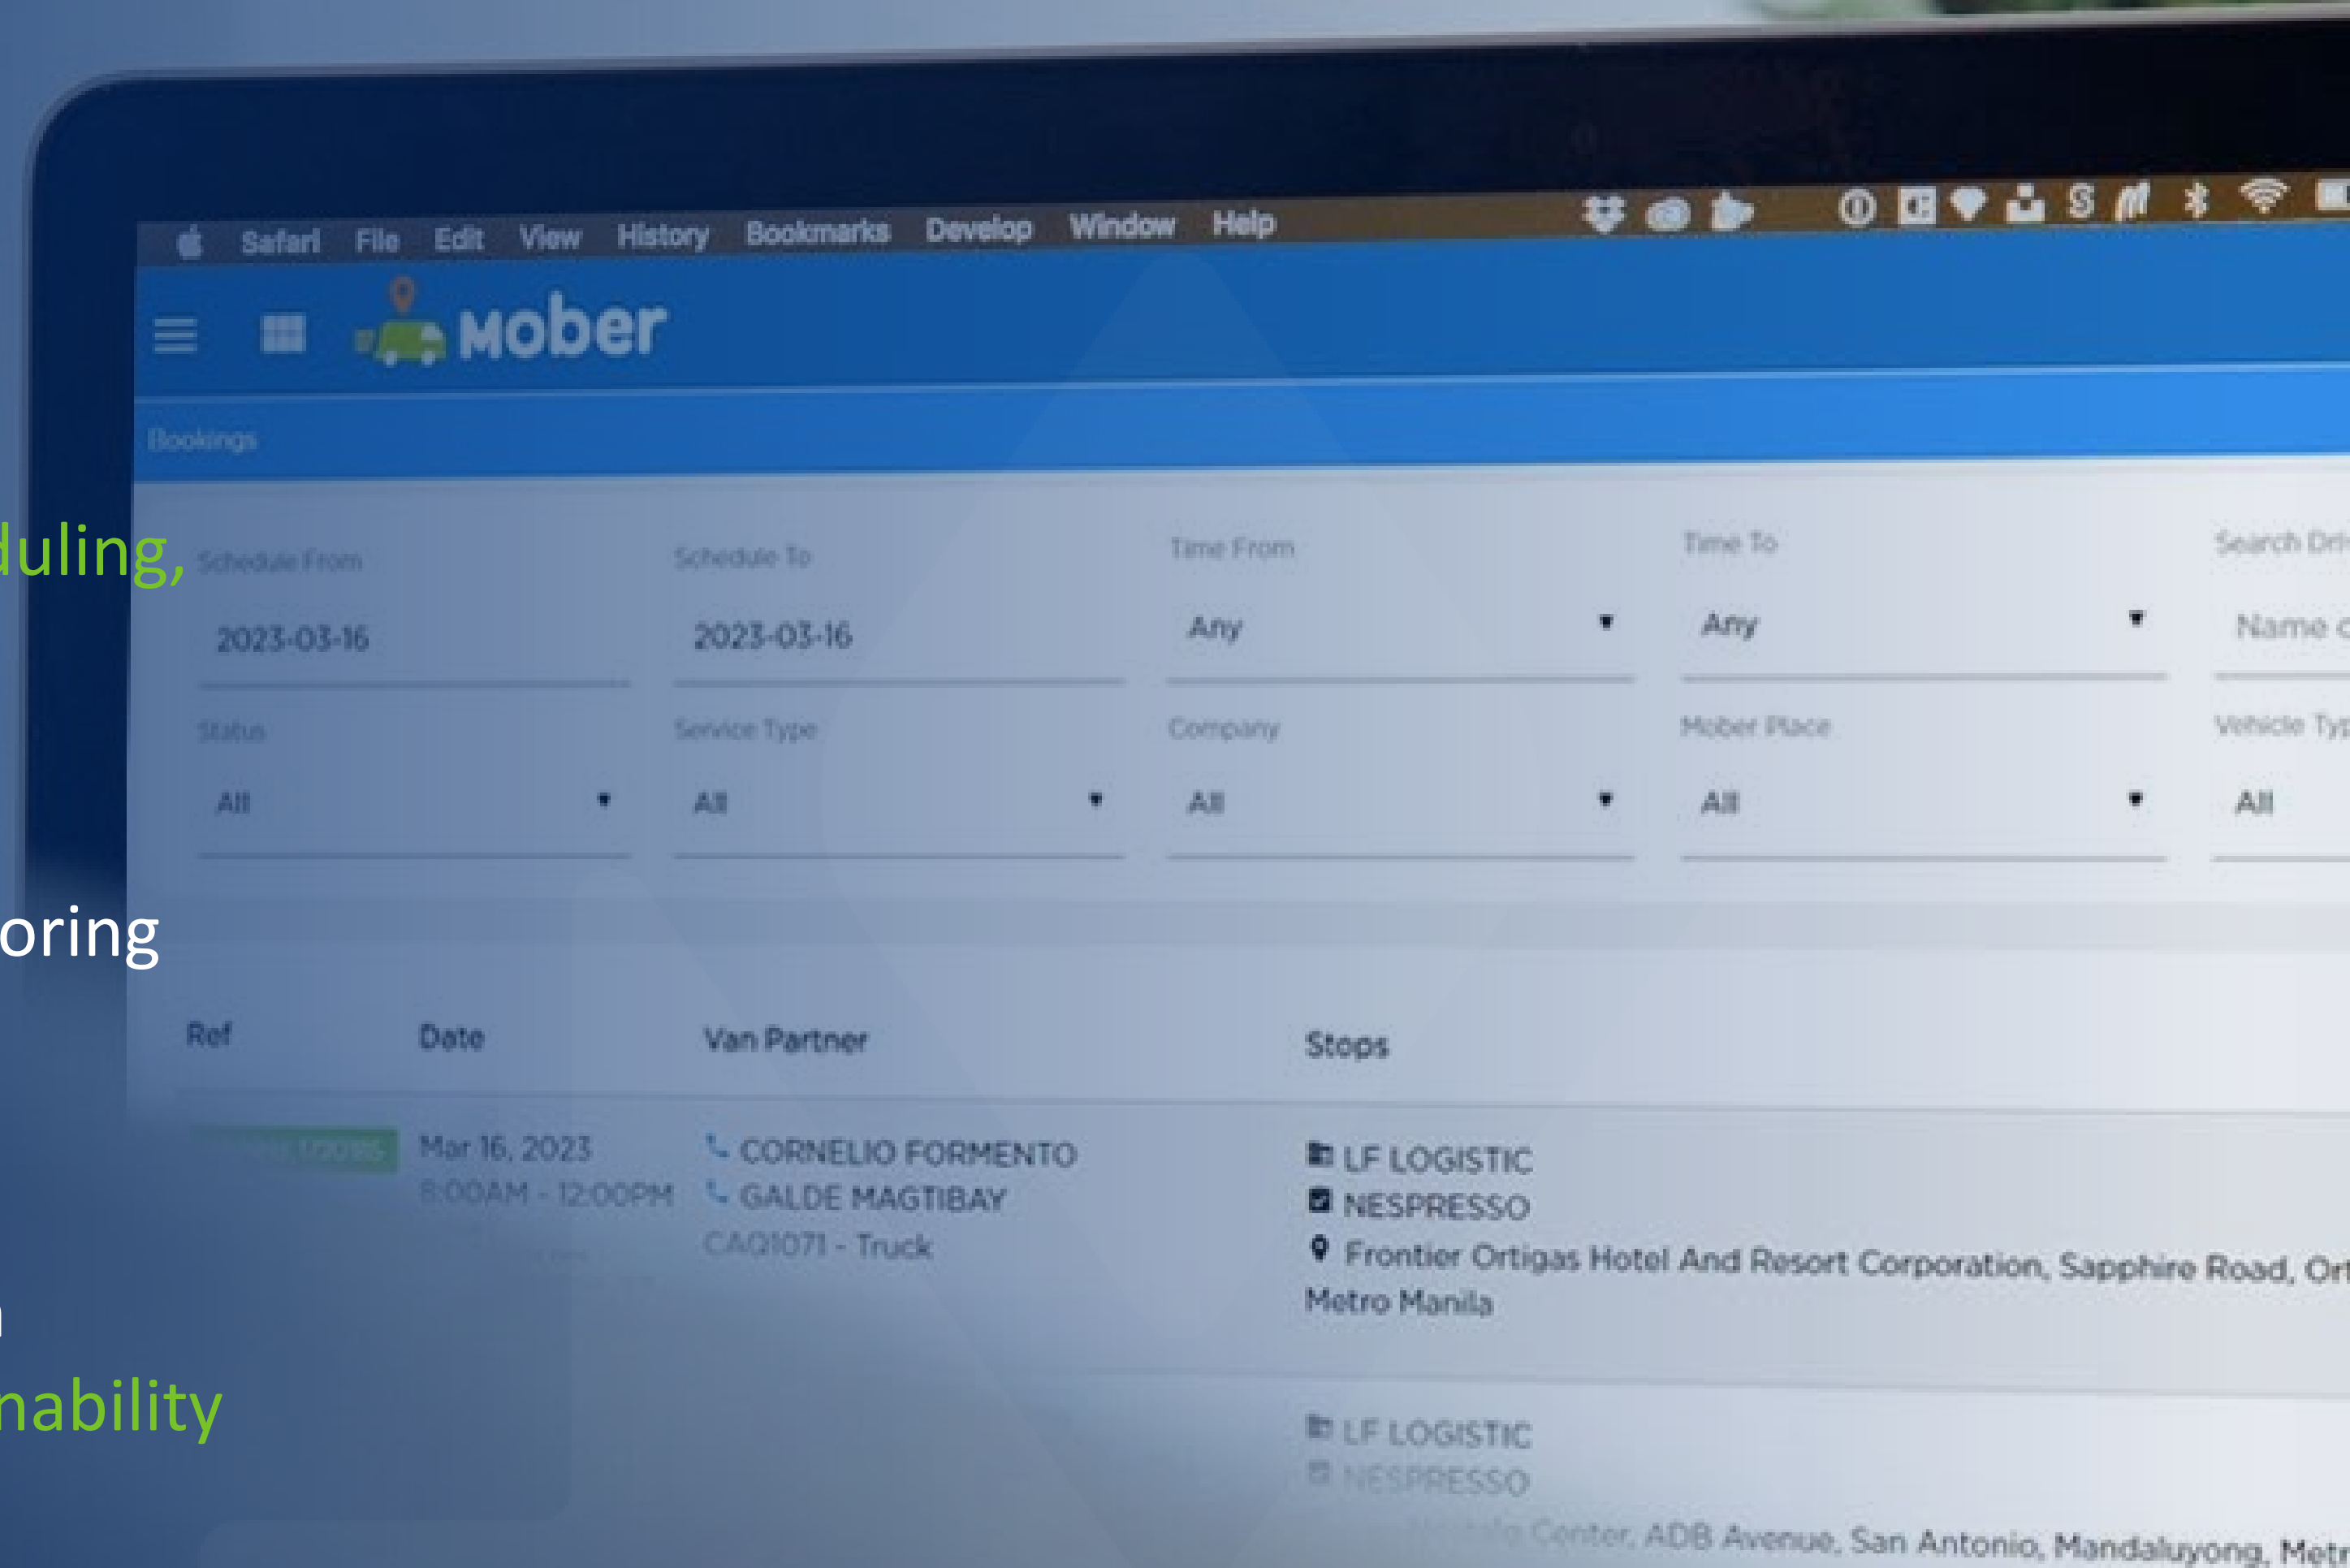 Safari File Edit View History Bookmarks Develop Window Help
Mober
Bookings
duling,
Schedule From Schedule To Time From Time To Search
2023-03-16 2023-03-16 Any Any Name
Status Service Type Company Mober Place Vehicle
All All All All All
oring
Ref Date Van Partner Stops
Mar 16, 2023 CORNELIO FORMENTO LF LOGISTIC
8:00AM - 12:00PM GALDE MAGTIBAY NESPRESSO
CAQ1071 - Truck Frontier Ortigas Hotel And Resort Corporation, Sapphire Road,
Metro Manila
nability
LF LOGISTIC
NESPRESSO
Center, ADB Avenue, San Antonio, Mandaluyong,